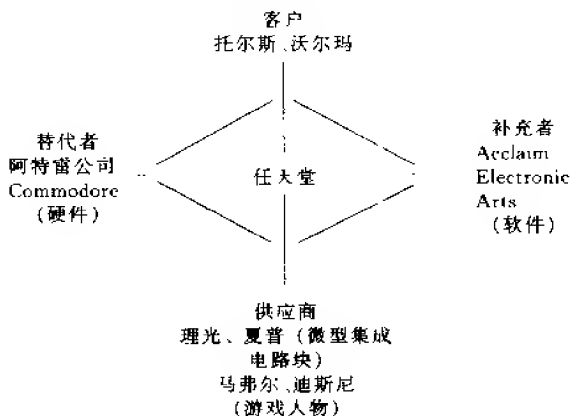 客户
托尔斯、沃尔玛
替代者
阿特雷公司
Commodore
(硬件)
任天堂
补充者
Acclaim
Electronic
Arts
(软件)
供应商
理光、夏普(微型集成
电路块)
马弗尔、迪斯尼
(游戏人物)